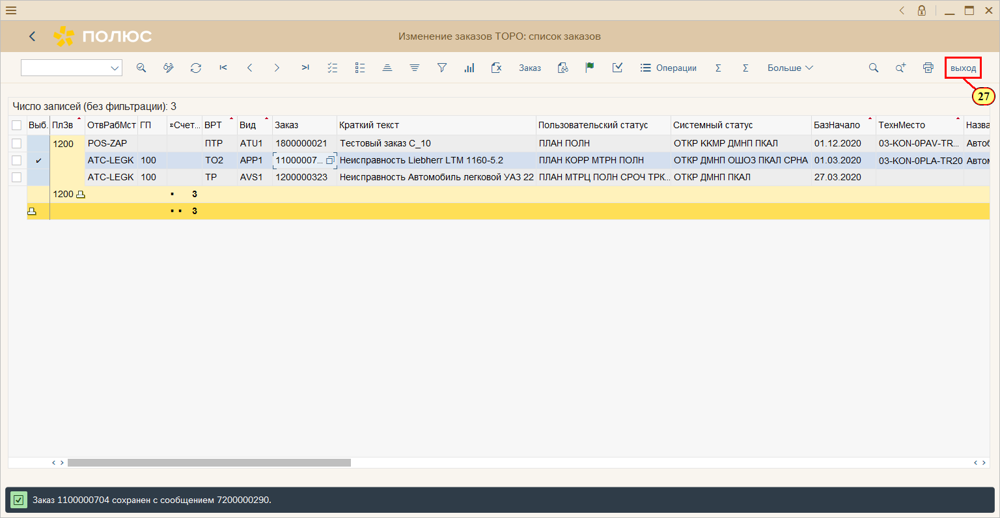 ПОЛЮС
Изменение заказов ТОРО: список заказов
Заказ Операции Σ Σ Больше выход
27
Число записей (без фильтрации): 3
Выб. ПлЗв ОтвРабМст ГП ¤Счет... ВРТ Вид Заказ Краткий текст Пользовательский статус Системный статус БазНачало ТехнМесто Назва
1200 POS-ZAP ПТР ATU1 1800000021 Тестовый заказ С_10 ПЛАН ПОЛН ОТКР ККМР ДМНП ПКАЛ 01.12.2020 03-KON-0PAV-TR... Автоб
ATC-LEGK 100 ТО2 APP1 11000007... Неисправность Liebherr LTM 1160-5.2 ПЛАН КОРР МТРН ПОЛН ОТКР ДМНП ОШОЗ ПКАЛ СРНА 01.03.2020 03-KON-0PLA-TR20 Автом
ATC-LEGK 100 ТР AVS1 1200000323 Неисправность Автомобиль легковой УАЗ 22 ПЛАН МТРЦ ПОЛН СРОЧ ТРК... ОТКР ДМНП ПКАЛ 27.03.2020
1200 ▪ 3
▪ ▪ 3
Заказ 1100000704 сохранен с сообщением 7200000290.